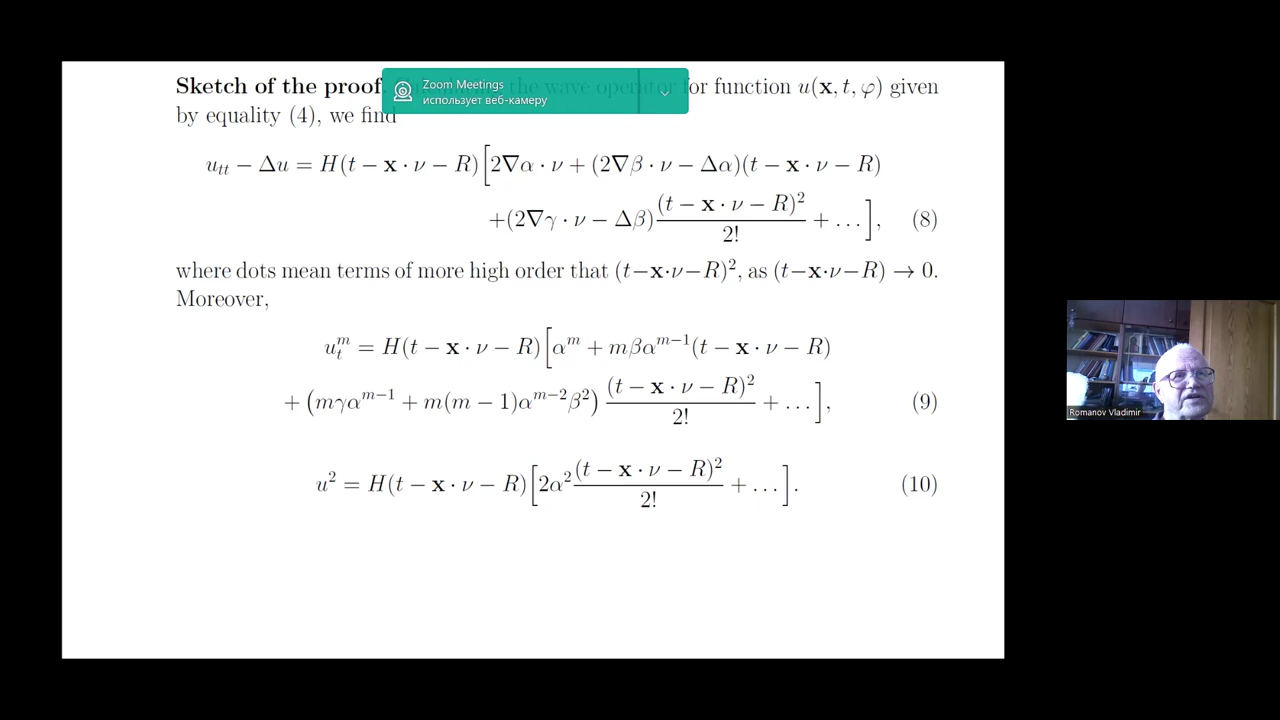 Sketch of the proof. the wave operator for function u(x, t, φ) given
by equality (4), we find
Zoom Meetings
использует веб-камеру
u_{tt} − Δu = H(t − x · ν − R)[2∇α · ν + (2∇β · ν − Δα)(t − x · ν − R)
+(2∇γ · ν − Δβ) (t − x · ν − R)^2 / 2! + …], (8)
where dots mean terms of more high order that (t−x·ν−R)^2, as (t−x·ν−R) → 0.
Moreover,
u_t^m = H(t − x · ν − R)[α^m + mβα^{m−1}(t − x · ν − R)
+ (mγα^{m−1} + m(m − 1)α^{m−2}β^2) (t − x · ν − R)^2 / 2! + …], (9)
u^2 = H(t − x · ν − R)[2α^2 (t − x · ν − R)^2 / 2! + …]. (10)
Romanov Vladimir